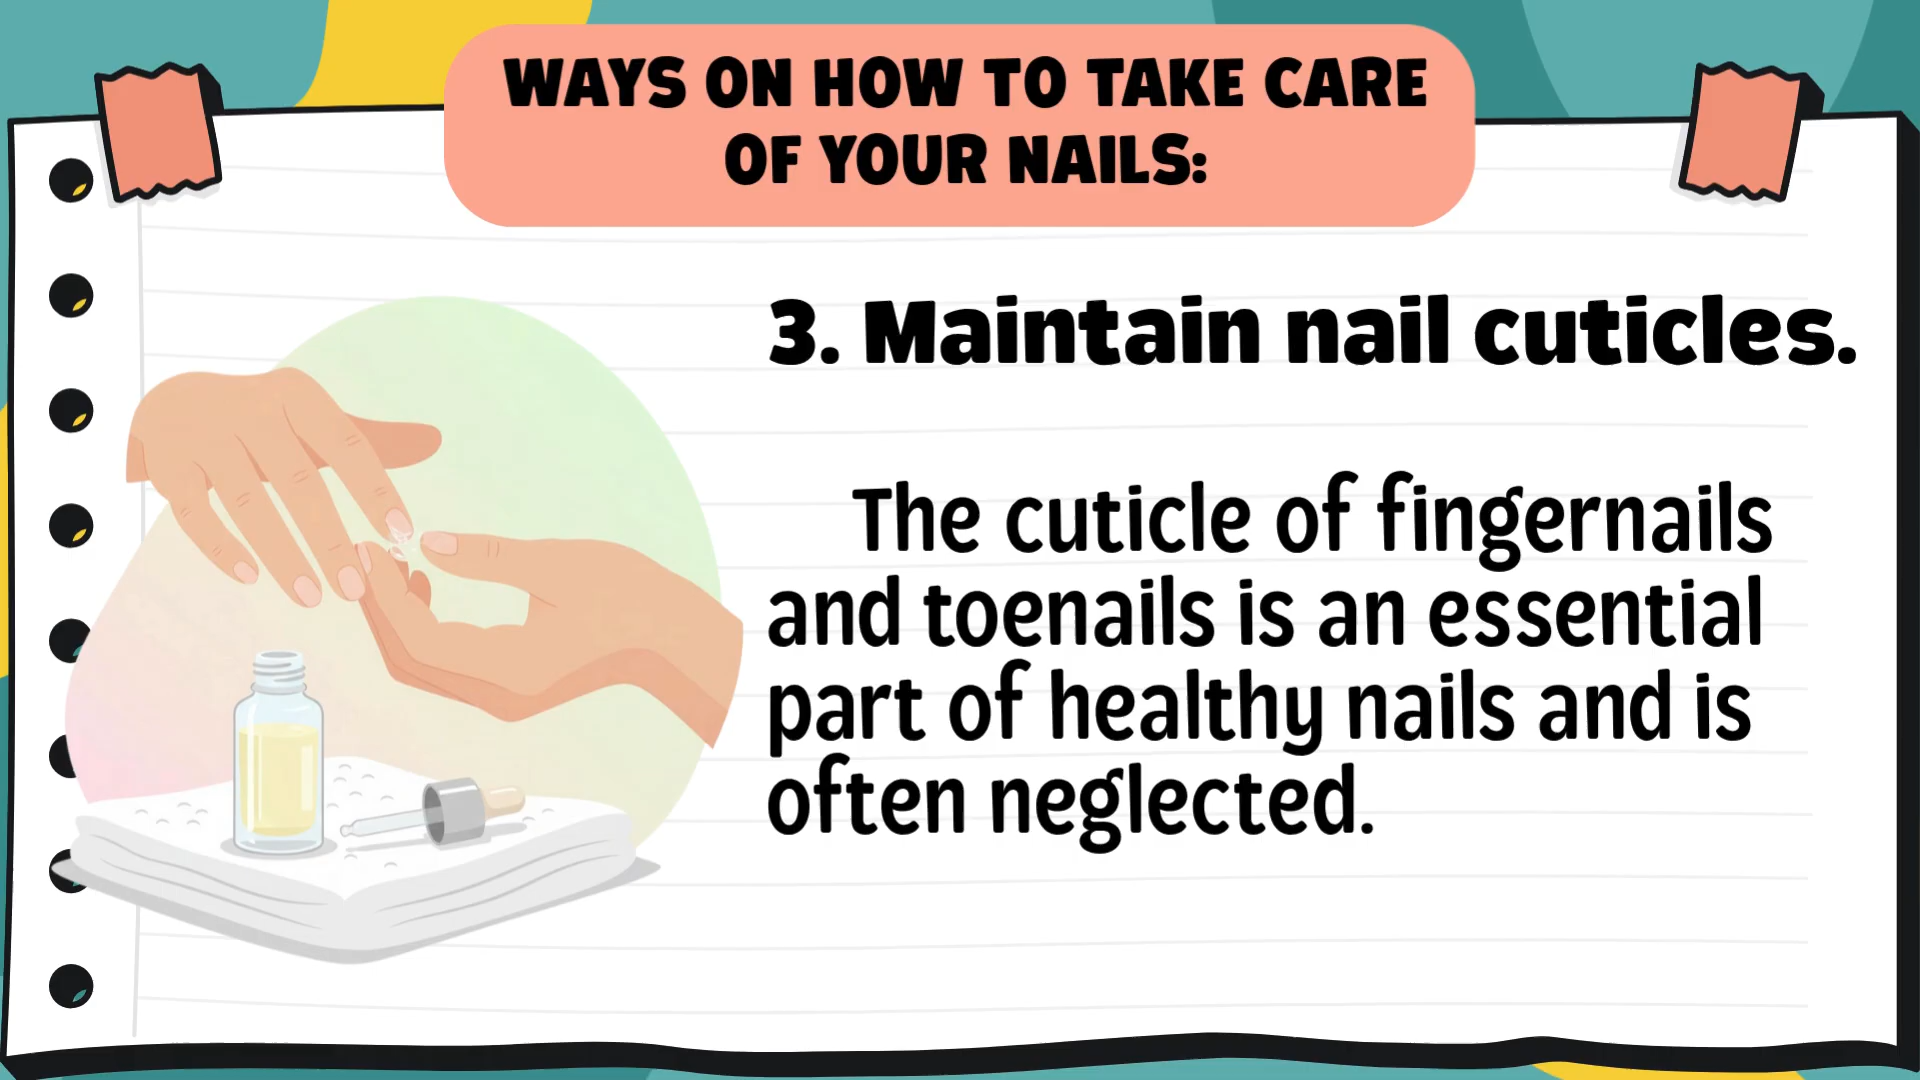 WAYS ON HOW TO TAKE CARE
OF YOUR NAILS:
3. Maintain nail cuticles.
The cuticle of fingernails
and toenails is an essential
part of healthy nails and is
often neglected.